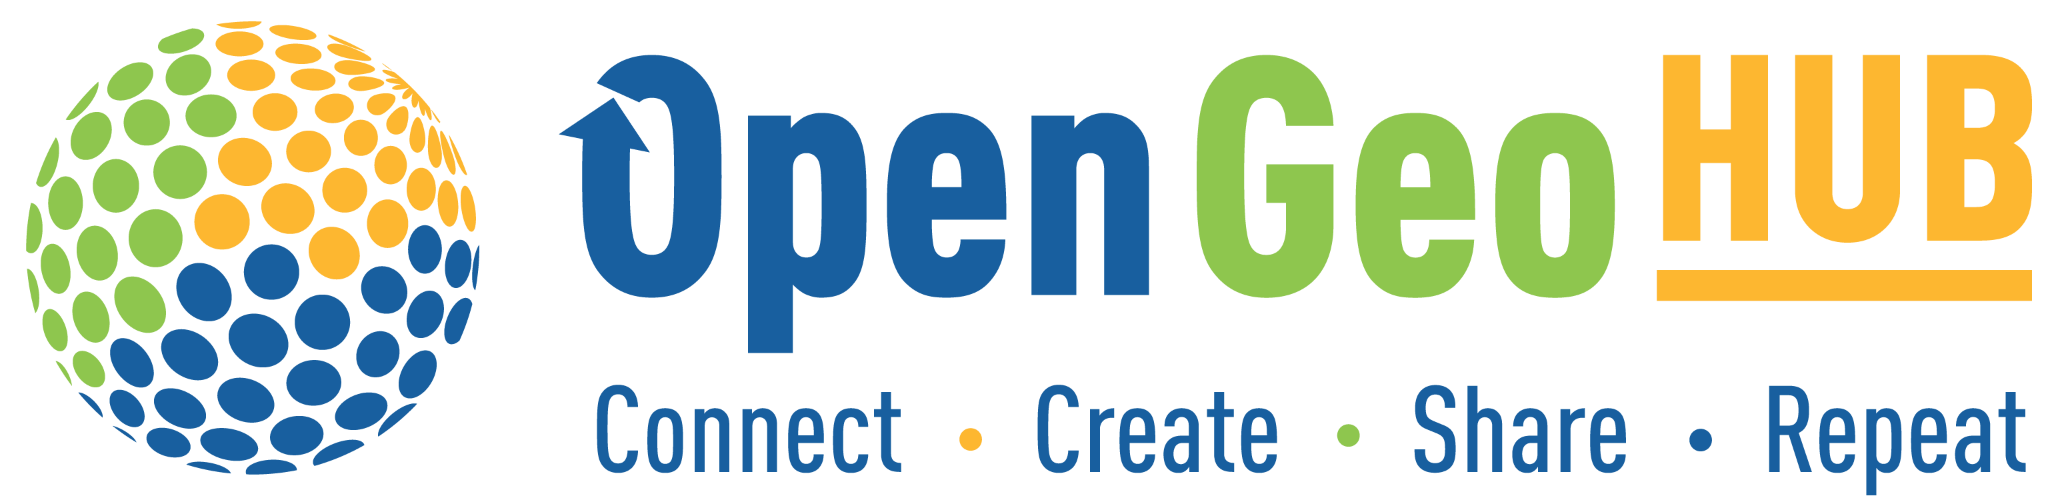 OpenGeoHUB
Connect • Create • Share • Repeat